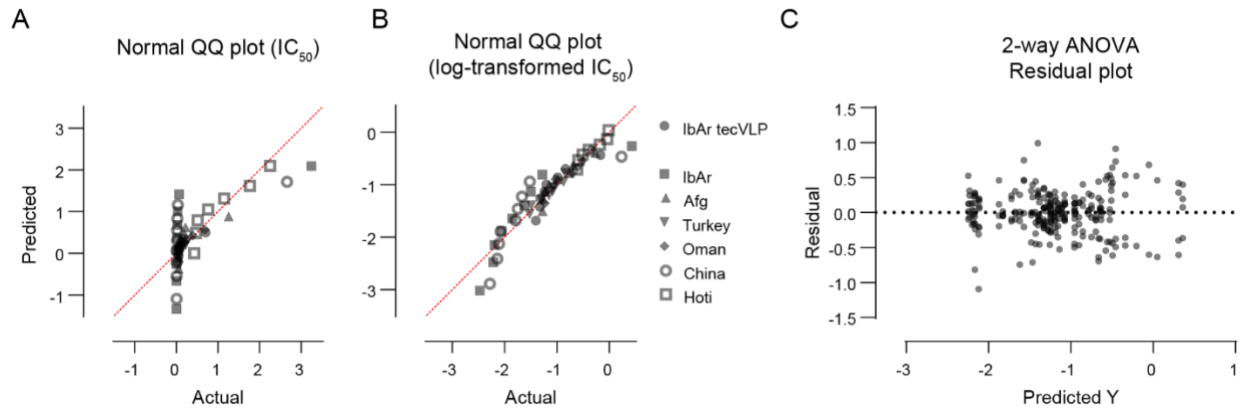 A
Normal QQ plot (IC50)
Predicted
3
2
1
0
-1
-1
0
1
2
3
Actual
B
Normal QQ plot
(log-transformed IC50)
0
-1
-2
-3
-3
-2
-1
0
Actual
IbAr tecVLP
IbAr
Afg
Turkey
Oman
China
Hoti
C
2-way ANOVA
Residual plot
Residual
1.5
1.0
0.5
0.0
-0.5
-1.0
-1.5
-3
-2
-1
0
1
Predicted Y